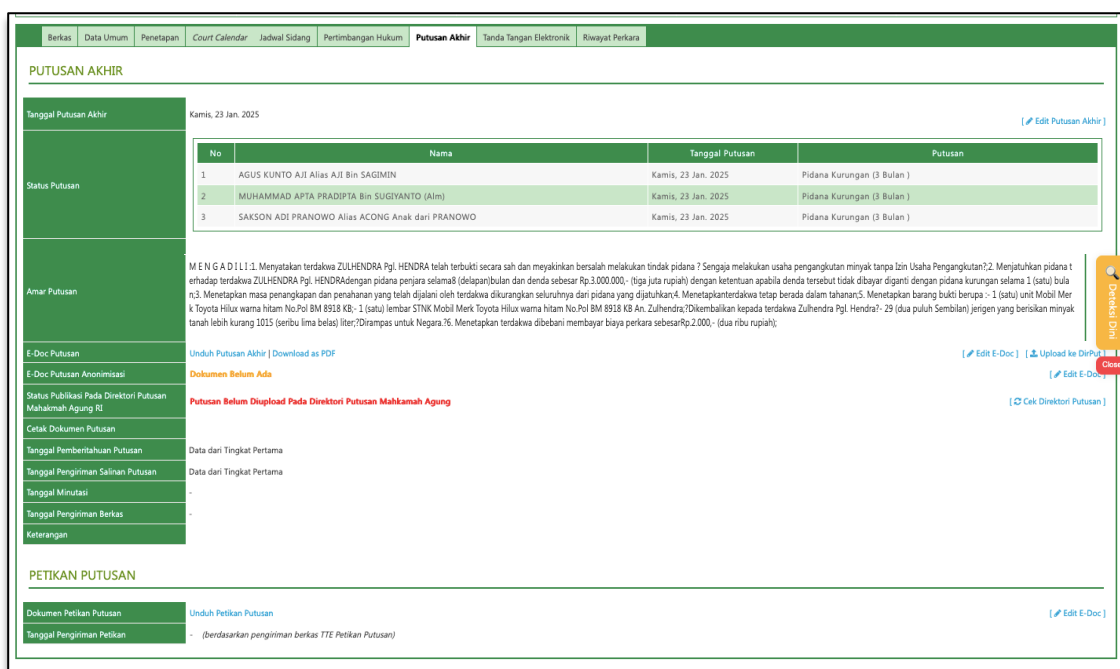 Berkas Data Umum Penetapan Court Calendar Jadwal Sidang Pertimbangan Hukum Putusan Akhir Tanda Tangan Elektronik Riwayat Perkara
PUTUSAN AKHIR
Tanggal Putusan Akhir Kamis, 23 Jan. 2025 [ Edit Putusan Akhir ]
Status Putusan
No Nama Tanggal Putusan Putusan
1 AGUS KUNTO AJI Alias AJI Bin SAGIMIN Kamis, 23 Jan. 2025 Pidana Kurungan (3 Bulan )
2 MUHAMMAD APTA PRADIPTA Bin SUGIYANTO (Alm) Kamis, 23 Jan. 2025 Pidana Kurungan (3 Bulan )
3 SAKSON ADI PRANOWO Alias ACONG Anak dari PRANOWO Kamis, 23 Jan. 2025 Pidana Kurungan (3 Bulan )
Amar Putusan
M E N G A D I L I :1. Menyatakan terdakwa ZULHENDRA Pgl. HENDRA telah terbukti secara sah dan meyakinkan bersalah melakukan tindak pidana ? Sengaja melakukan usaha pengangkutan minyak tanpa Izin Usaha Pengangkutan?;2. Menjatuhkan pidana t
erhadap terdakwa ZULHENDRA Pgl. HENDRAdengan pidana penjara selama8 (delapan)bulan dan denda sebesar Rp.3.000.000,- (tiga juta rupiah) dengan ketentuan apabila denda tersebut tidak dibayar diganti dengan pidana kurungan selama 1 (satu) bula
n;3. Menetapkan masa penangkapan dan penahanan yang telah dijalani oleh terdakwa dikurangkan seluruhnya dari pidana yang dijatuhkan;4. Menetapkanterdakwa tetap berada dalam tahanan;5. Menetapkan barang bukti berupa :- 1 (satu) unit Mobil Mer
k Toyota Hilux warna hitam No.Pol BM 8918 KB;- 1 (satu) lembar STNK Mobil Merk Toyota Hilux warna hitam No.Pol BM 8918 KB An. Zulhendra;?Dikembalikan kepada terdakwa Zulhendra Pgl. Hendra?- 29 (dua puluh Sembilan) jerigen yang berisikan minyak
tanah lebih kurang 1015 (seribu lima belas) liter;?Dirampas untuk Negara.?6. Menetapkan terdakwa dibebani membayar biaya perkara sebesarRp.2.000,- (dua ribu rupiah);
E-Doc Putusan Unduh Putusan Akhir | Download as PDF [ Edit E-Doc ] [ Upload ke DirPut ]
E-Doc Putusan Anonimisasi Dokumen Belum Ada [ Edit E-Doc ]
Status Publikasi Pada Direktori Putusan
Mahakmah Agung RI Putusan Belum Diupload Pada Direktori Putusan Mahkamah Agung [ Cek Direktori Putusan ]
Cetak Dokumen Putusan
Tanggal Pemberitahuan Putusan Data dari Tingkat Pertama
Tanggal Pengiriman Salinan Putusan Data dari Tingkat Pertama
Tanggal Minutasi -
Tanggal Pengiriman Berkas -
Keterangan
PETIKAN PUTUSAN
Dokumen Petikan Putusan Unduh Petikan Putusan [ Edit E-Doc ]
Tanggal Pengiriman Petikan - (berdasarkan pengiriman berkas TTE Petikan Putusan)
Deteksi Dini
Close